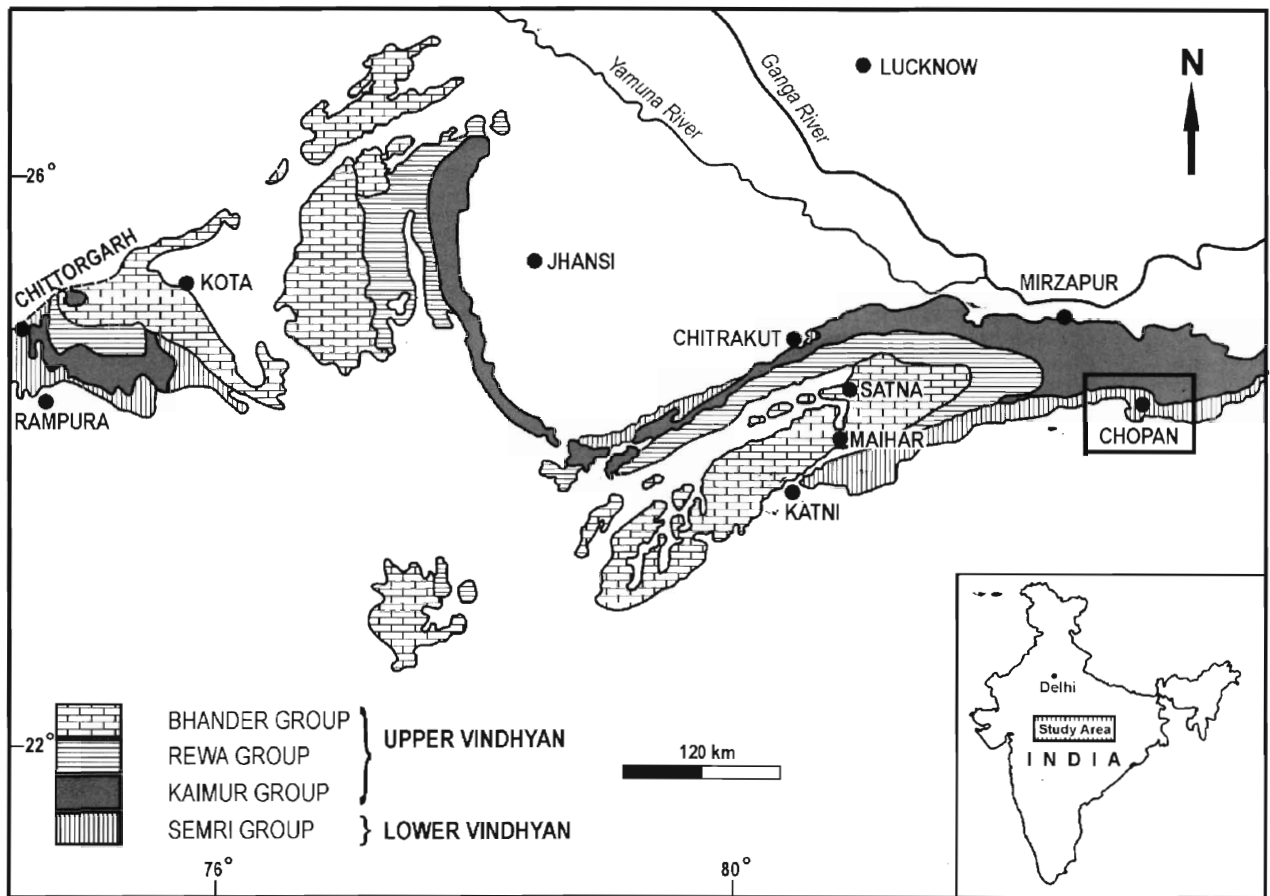 LUCKNOW
N
Yamuna River
Ganga River
26°
CHITTORGARH
KOTA
JHANSI
MIRZAPUR
CHITRAKUT
SATNA
RAMPURA
CHOPAN
MAIHAR
KATNI
Delhi
Study Area
INDIA
BHANDER GROUP
UPPER VINDHYAN
REWA GROUP
22°
120 km
KAIMUR GROUP
SEMRI GROUP
LOWER VINDHYAN
76°
80°